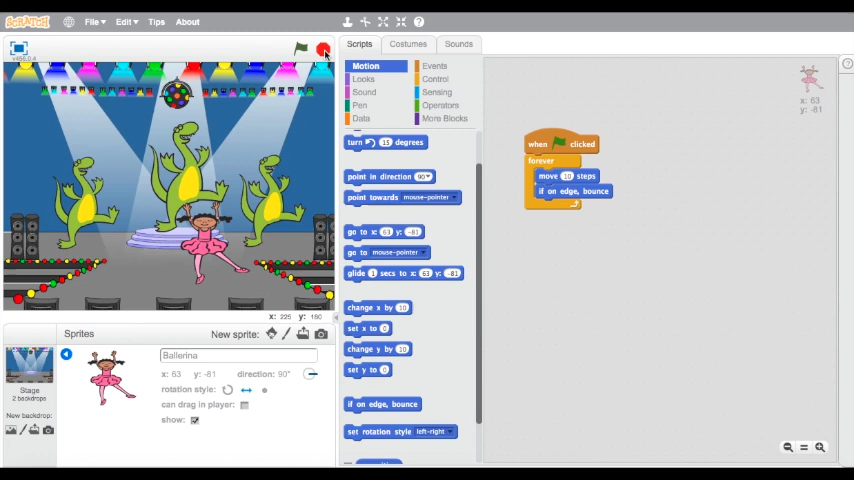 SCRATCH File Edit Tips About
v456.0.4
Scripts Costumes Sounds
Motion Events
Looks Control
Sound Sensing
Pen Operators
Data More Blocks
turn 15 degrees
point in direction 90
point towards mouse-pointer
go to x: 63 y: -81
go to mouse-pointer
glide 1 secs to x: 63 y: -81
change x by 10
set x to 0
change y by 10
set y to 0
if on edge, bounce
set rotation style left-right
when clicked
forever
move 10 steps
if on edge, bounce
x: 63
y: -81
x: 225 y: 180
Sprites New sprite:
Ballerina
x: 63 y: -81 direction: 90°
rotation style:
can drag in player:
show:
Stage
2 backdrops
New backdrop: